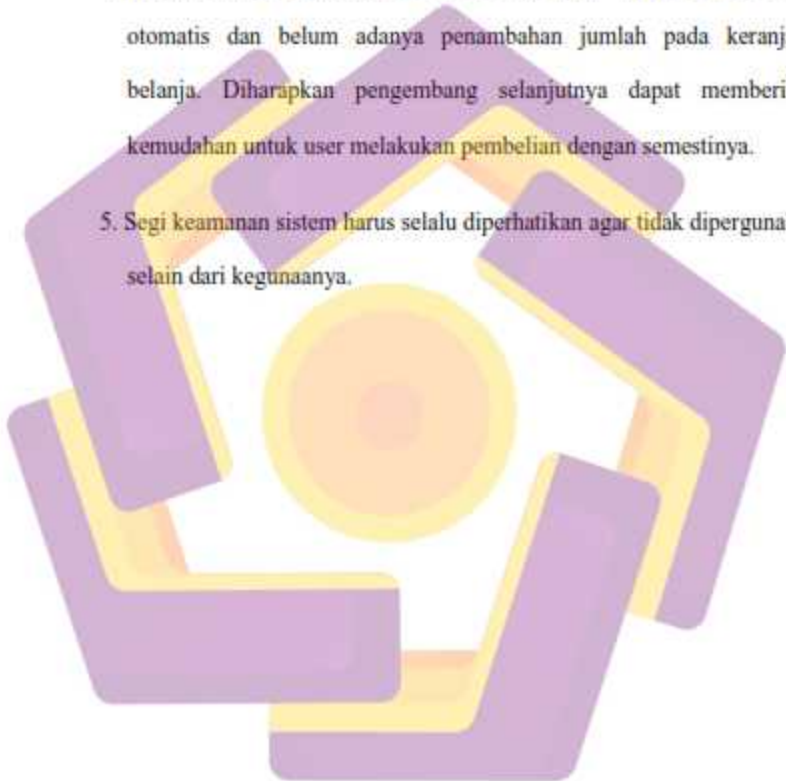 otomatis dan belum adanya penambahan jumlah pada keranj
belanja. Diharapkan pengembang selanjutnya dapat memberi
kemudahan untuk user melakukan pembelian dengan semestinya.
5. Segi keamanan sistem harus selalu diperhatikan agar tidak diperguna
selain dari kegunaanya.